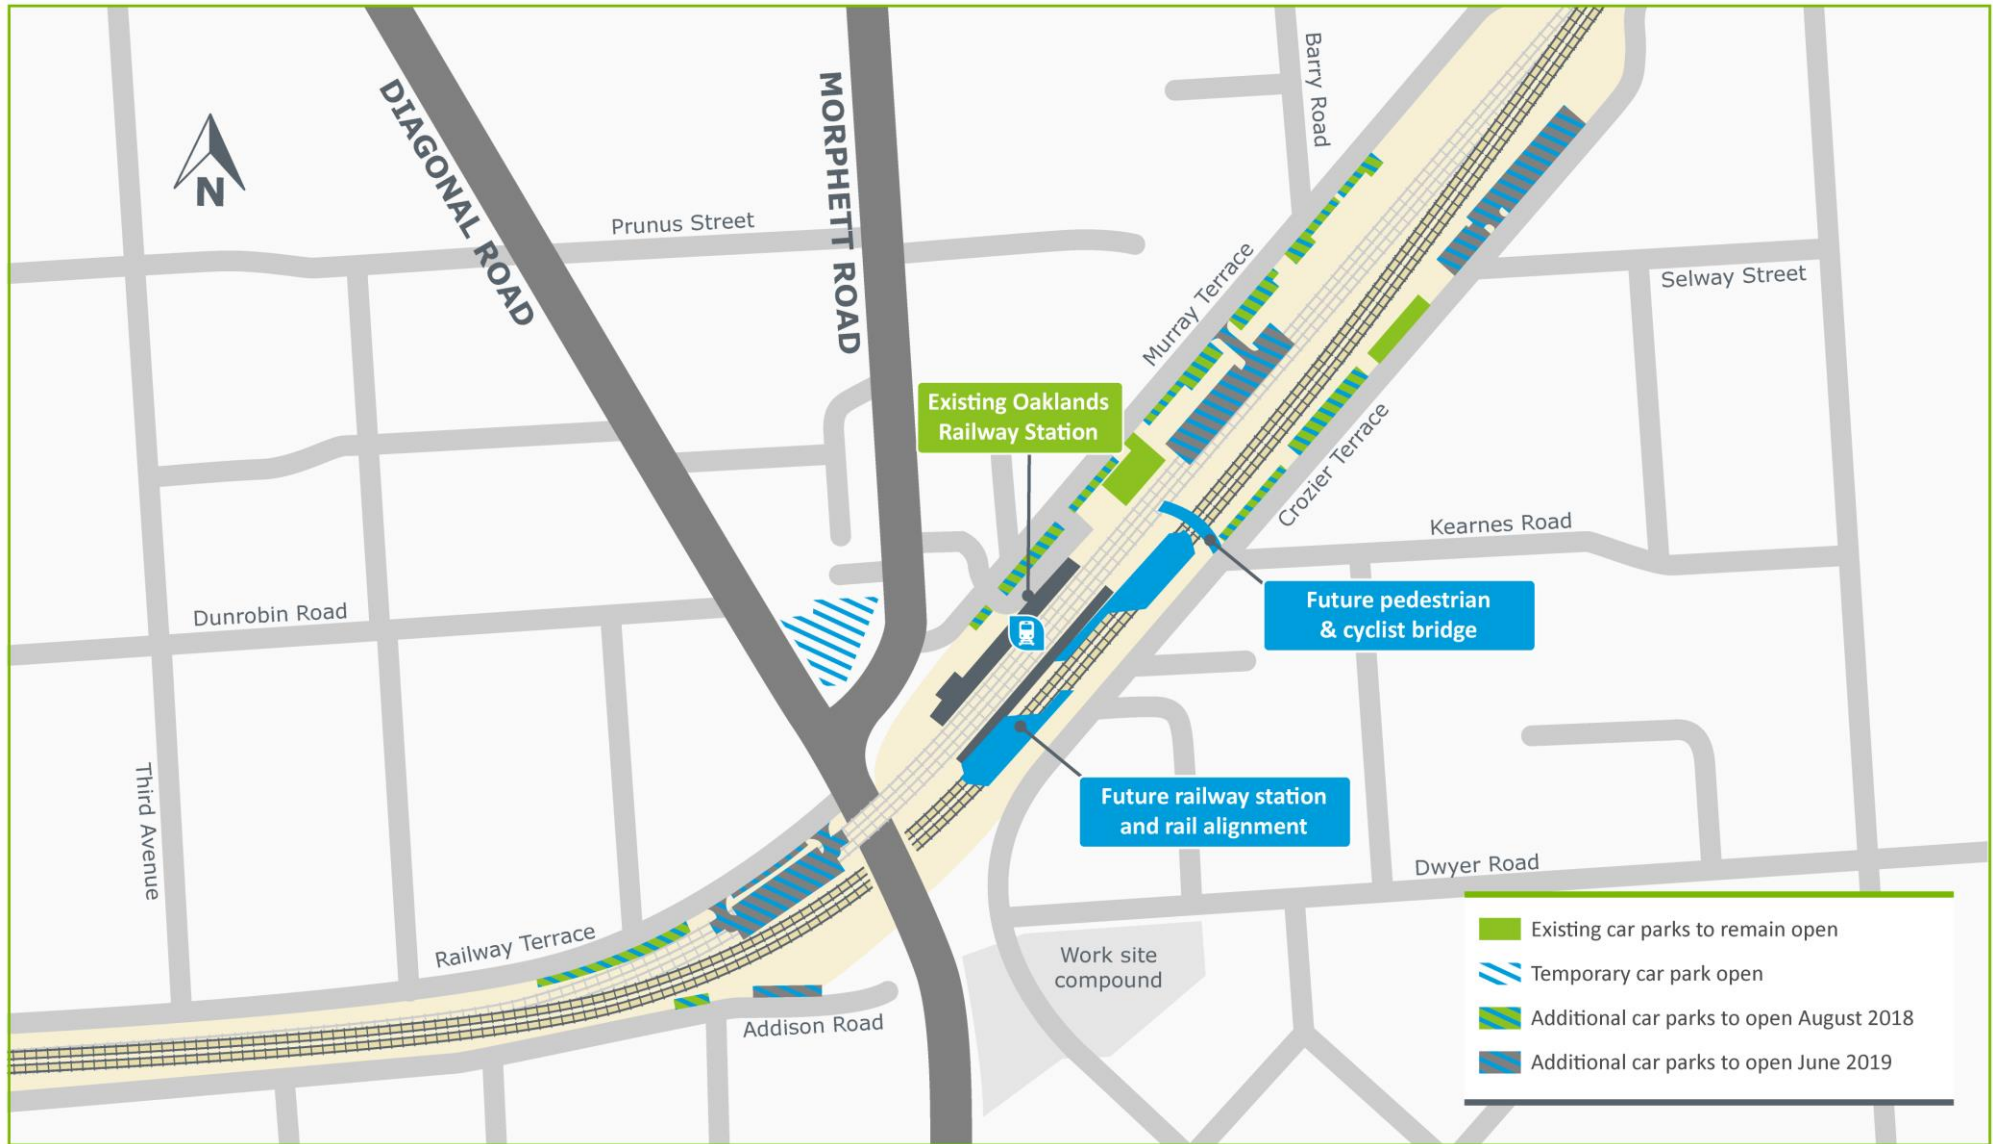 DIAGONAL ROAD
MORPHETT ROAD
Barry Road
N
Prunus Street
Murray Terrace
Selway Street
Existing Oaklands
Railway Station
Crozier Terrace
Kearnes Road
Dunrobin Road
Future pedestrian
& cyclist bridge
Third Avenue
Future railway station
and rail alignment
Dwyer Road
Railway Terrace
Work site
compound
Addison Road
Existing car parks to remain open
Temporary car park open
Additional car parks to open August 2018
Additional car parks to open June 2019